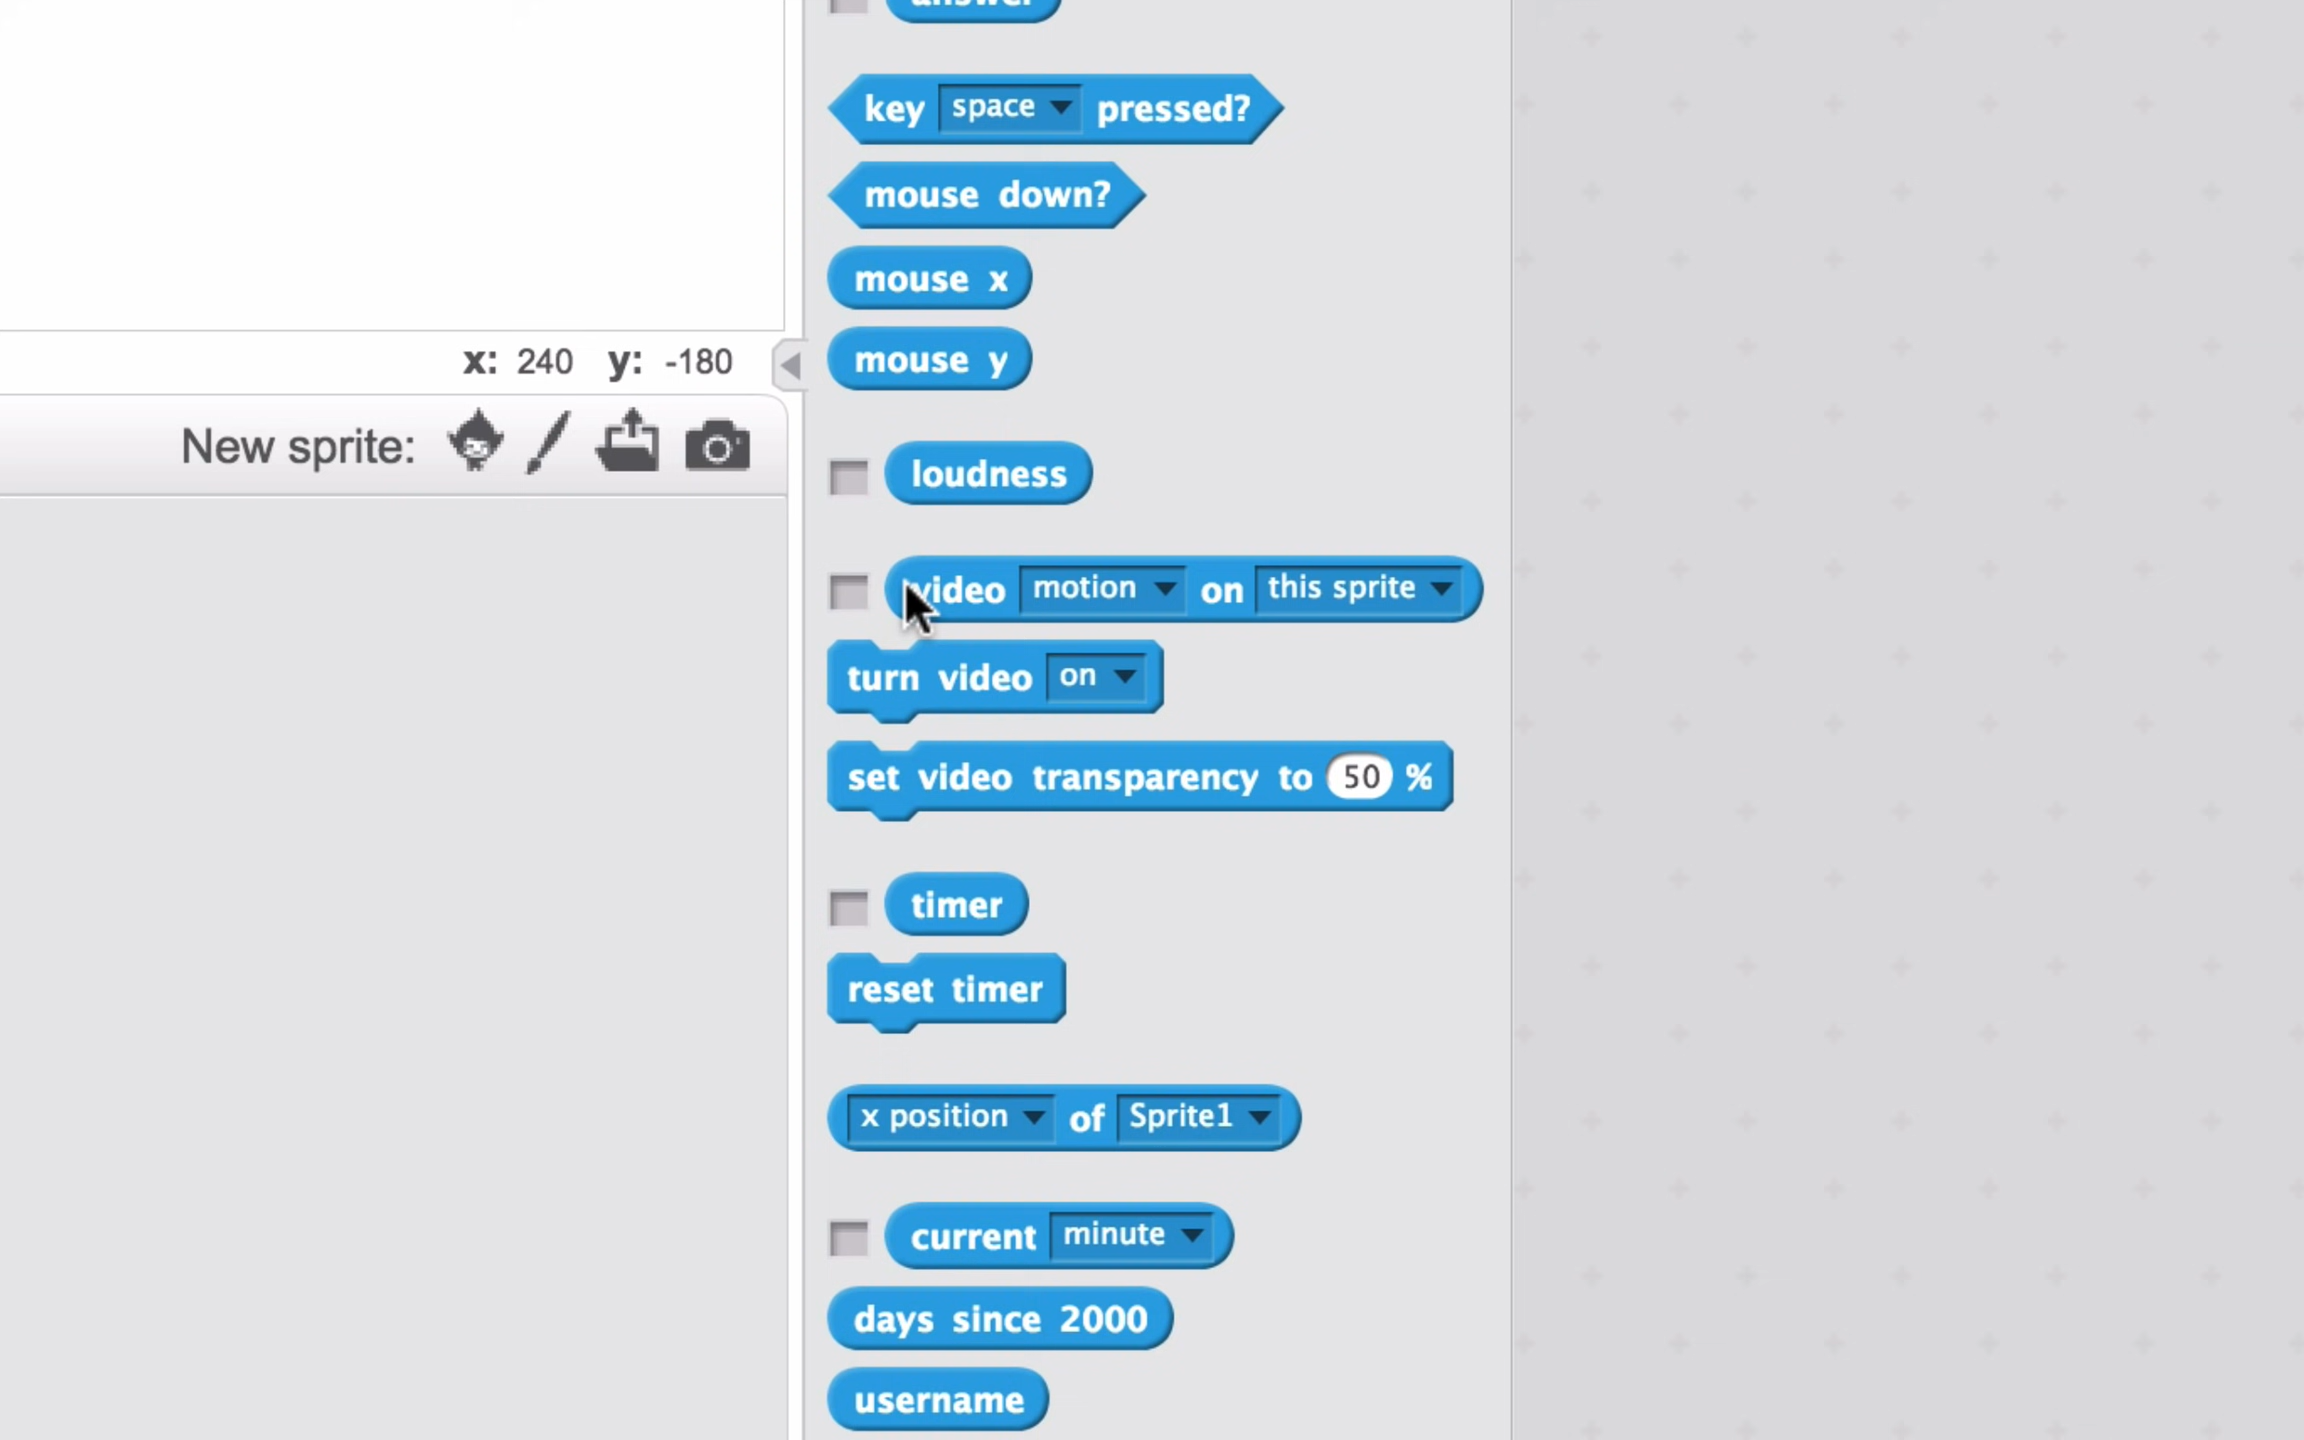 answer
key space pressed?
mouse down?
mouse x
mouse y
x: 240 y: -180
New sprite:
loudness
video motion on this sprite
turn video on
set video transparency to 50 %
timer
reset timer
x position of Sprite1
current minute
days since 2000
username